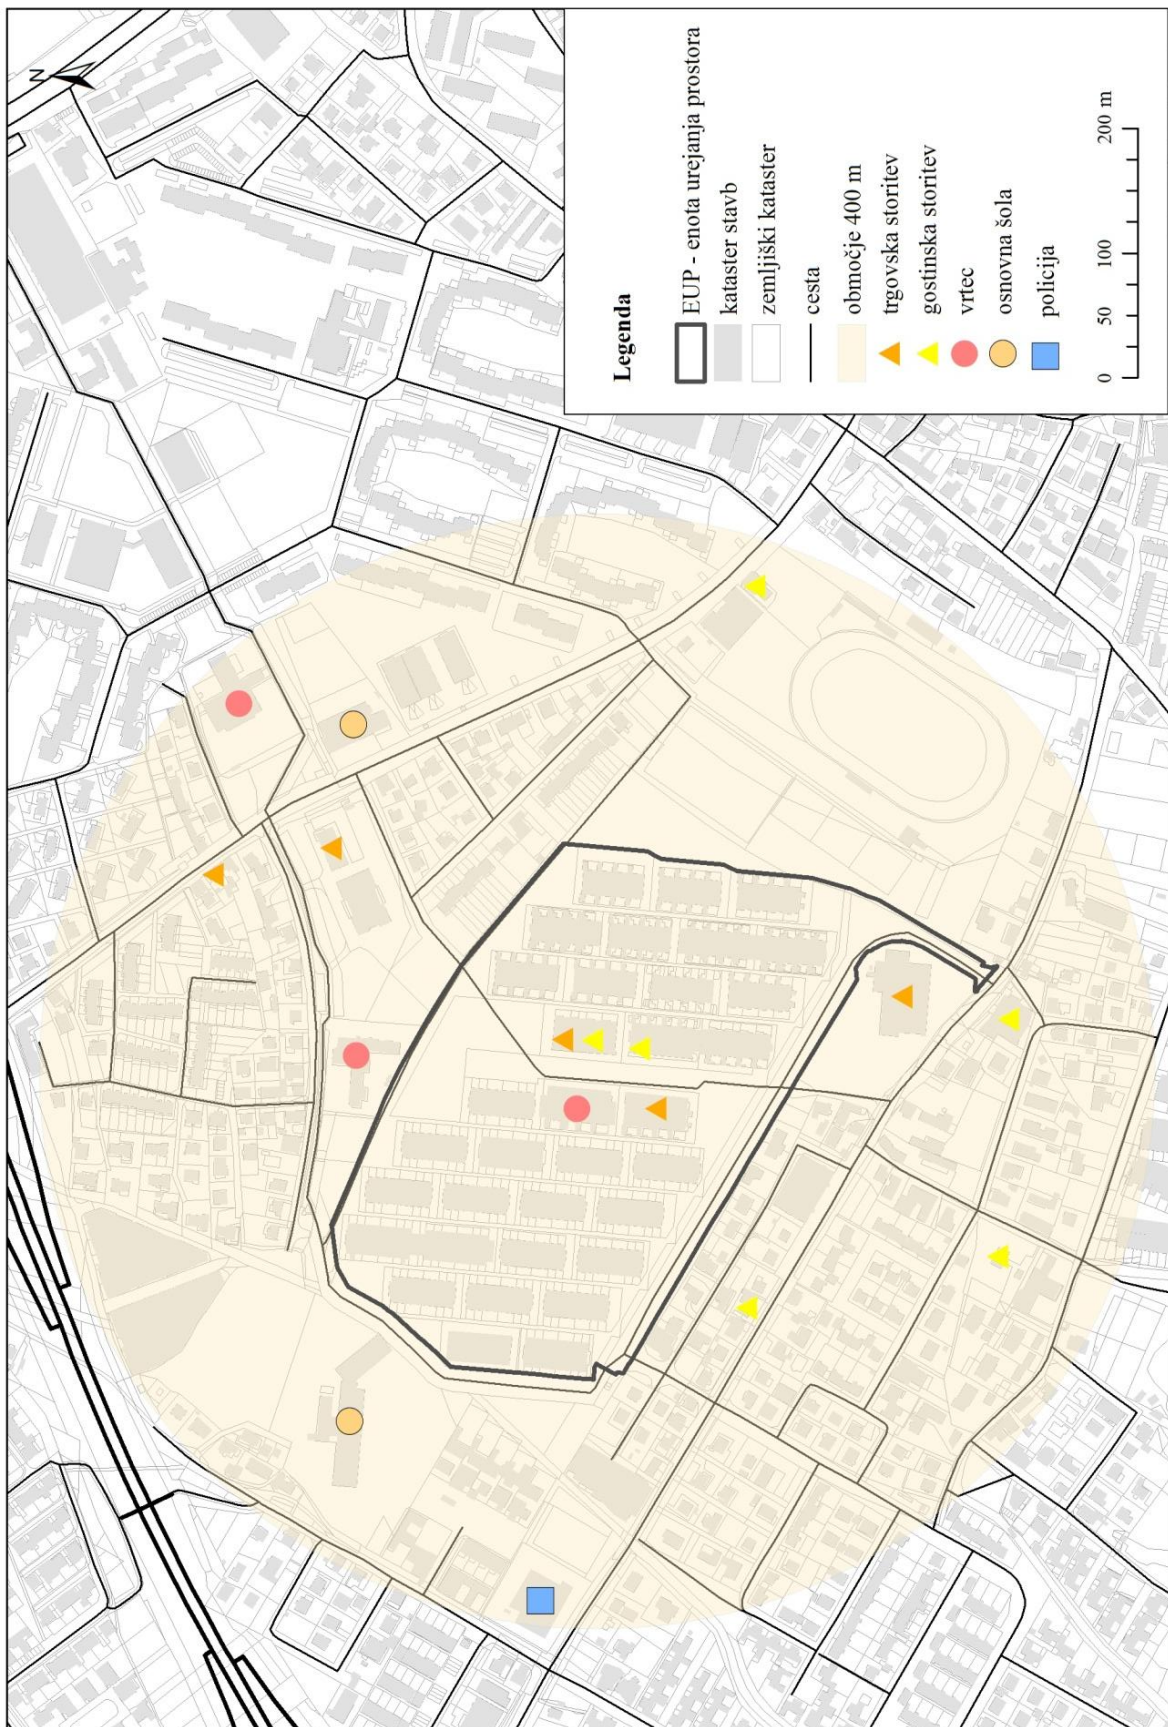 N
Legenda
EUP - enota urejanja prostora
kataster stavb
zemljiški kataster
cesta
območje 400 m
trgovska storitev
gostinska storitev
vrtec
osnovna šola
policija
0 50 100 200 m